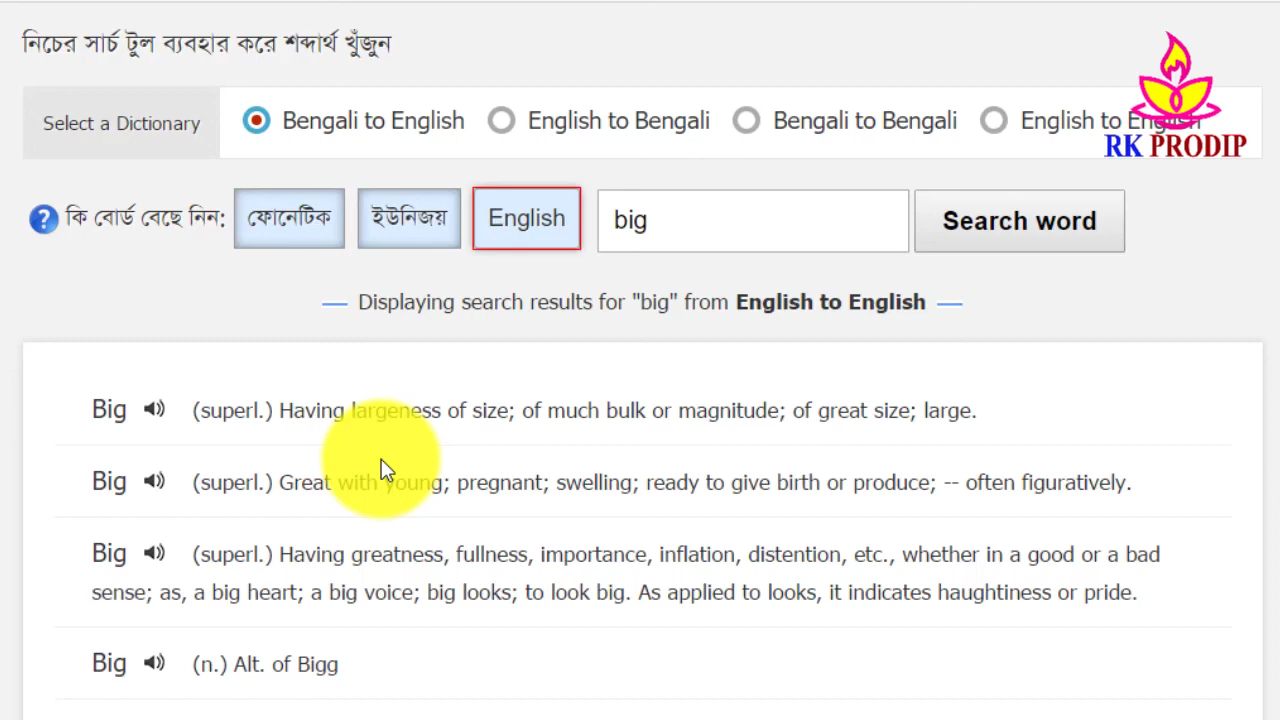 নিচের সার্চ টুল ব্যবহার করে শব্দার্থ খুঁজুন
Select a Dictionary Bengali to English English to Bengali Bengali to Bengali English to English
RK PRODIP
? কি বোর্ড বেছে নিন: ফোনেটিক ইউনিজয় English big Search word
Displaying search results for "big" from English to English
Big (superl.) Having largeness of size; of much bulk or magnitude; of great size; large.
Big (superl.) Great with young; pregnant; swelling; ready to give birth or produce; -- often figuratively.
Big (superl.) Having greatness, fullness, importance, inflation, distention, etc., whether in a good or a bad
sense; as, a big heart; a big voice; big looks; to look big. As applied to looks, it indicates haughtiness or pride.
Big (n.) Alt. of Bigg